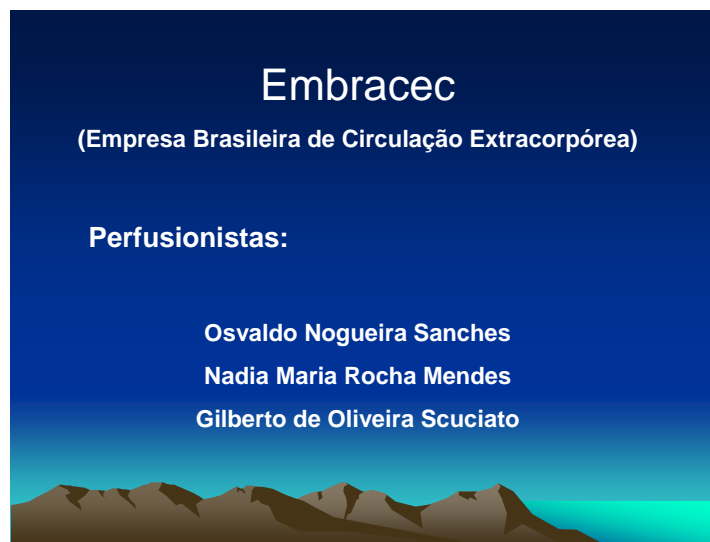 Embracec
(Empresa Brasileira de Circulação Extracorpórea)
Perfusionistas:
Osvaldo Nogueira Sanches
Nadia Maria Rocha Mendes
Gilberto de Oliveira Scuciato